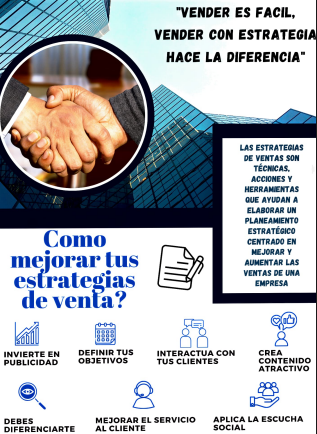 "VENDER ES FACIL,
VENDER CON ESTRATEGIA
HACE LA DIFERENCIA"
LAS ESTRATEGIAS
DE VENTAS SON
TÉCNICAS,
ACCIONES Y
HERRAMIENTAS
QUE AYUDAN A
ELABORAR UN
PLANEAMIENTO
ESTRATÉGICO
CENTRADO EN
MEJORAR Y
AUMENTAR LAS
VENTAS DE UNA
EMPRESA
Como
mejorar tus
estrategias
de venta?
INVIERTE EN
PUBLICIDAD
DEFINIR TUS
OBJETIVOS
INTERACTUA CON
TUS CLIENTES
CREA
CONTENIDO
ATRACTIVO
DEBES
DIFERENCIARTE
MEJORAR EL SERVICIO
AL CLIENTE
APLICA LA ESCUCHA
SOCIAL